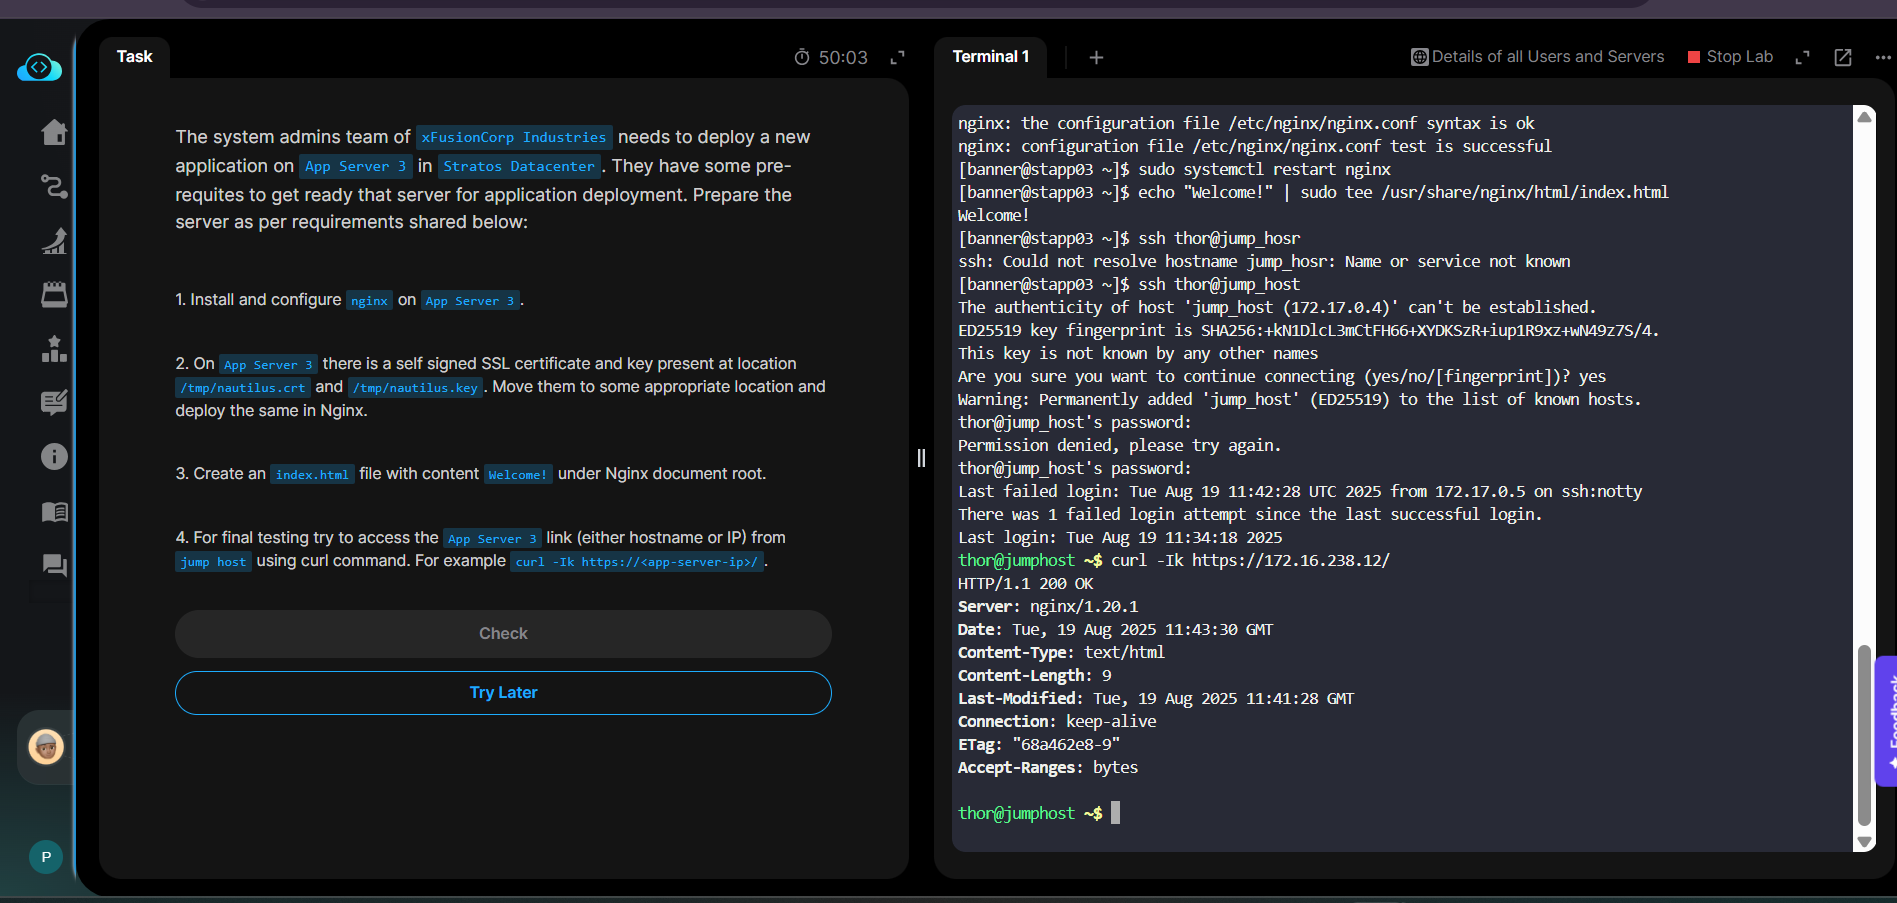 Task
50:03
The system admins team of xFusionCorp Industries needs to deploy a new
application on App Server 3 in Stratos Datacenter. They have some pre-
requites to get ready that server for application deployment. Prepare the
server as per requirements shared below:
1. Install and configure nginx on App Server 3.
2. On App Server 3 there is a self signed SSL certificate and key present at location
/tmp/nautilus.crt and /tmp/nautilus.key. Move them to some appropriate location and
deploy the same in Nginx.
3. Create an index.html file with content Welcome! under Nginx document root.
4. For final testing try to access the App Server 3 link (either hostname or IP) from
jump host using curl command. For example curl -Ik https://<app-server-ip>/.
Check
Try Later
P
Terminal 1
Details of all Users and Servers
Stop Lab
nginx: the configuration file /etc/nginx/nginx.conf syntax is ok
nginx: configuration file /etc/nginx/nginx.conf test is successful
[banner@stapp03 ~]$ sudo systemctl restart nginx
[banner@stapp03 ~]$ echo "Welcome!" | sudo tee /usr/share/nginx/html/index.html
Welcome!
[banner@stapp03 ~]$ ssh thor@jump_hosr
ssh: Could not resolve hostname jump_hosr: Name or service not known
[banner@stapp03 ~]$ ssh thor@jump_host
The authenticity of host 'jump_host (172.17.0.4)' can't be established.
ED25519 key fingerprint is SHA256:+kN1DlcL3mCtFH66+XYDKSzR+iup1R9xz+wN49z7S/4.
This key is not known by any other names
Are you sure you want to continue connecting (yes/no/[fingerprint])? yes
Warning: Permanently added 'jump_host' (ED25519) to the list of known hosts.
thor@jump_host's password:
Permission denied, please try again.
thor@jump_host's password:
Last failed login: Tue Aug 19 11:42:28 UTC 2025 from 172.17.0.5 on ssh:notty
There was 1 failed login attempt since the last successful login.
Last login: Tue Aug 19 11:34:18 2025
thor@jumphost ~$ curl -Ik https://172.16.238.12/
HTTP/1.1 200 OK
Server: nginx/1.20.1
Date: Tue, 19 Aug 2025 11:43:30 GMT
Content-Type: text/html
Content-Length: 9
Last-Modified: Tue, 19 Aug 2025 11:41:28 GMT
Connection: keep-alive
ETag: "68a462e8-9"
Accept-Ranges: bytes
thor@jumphost ~$
Feedback